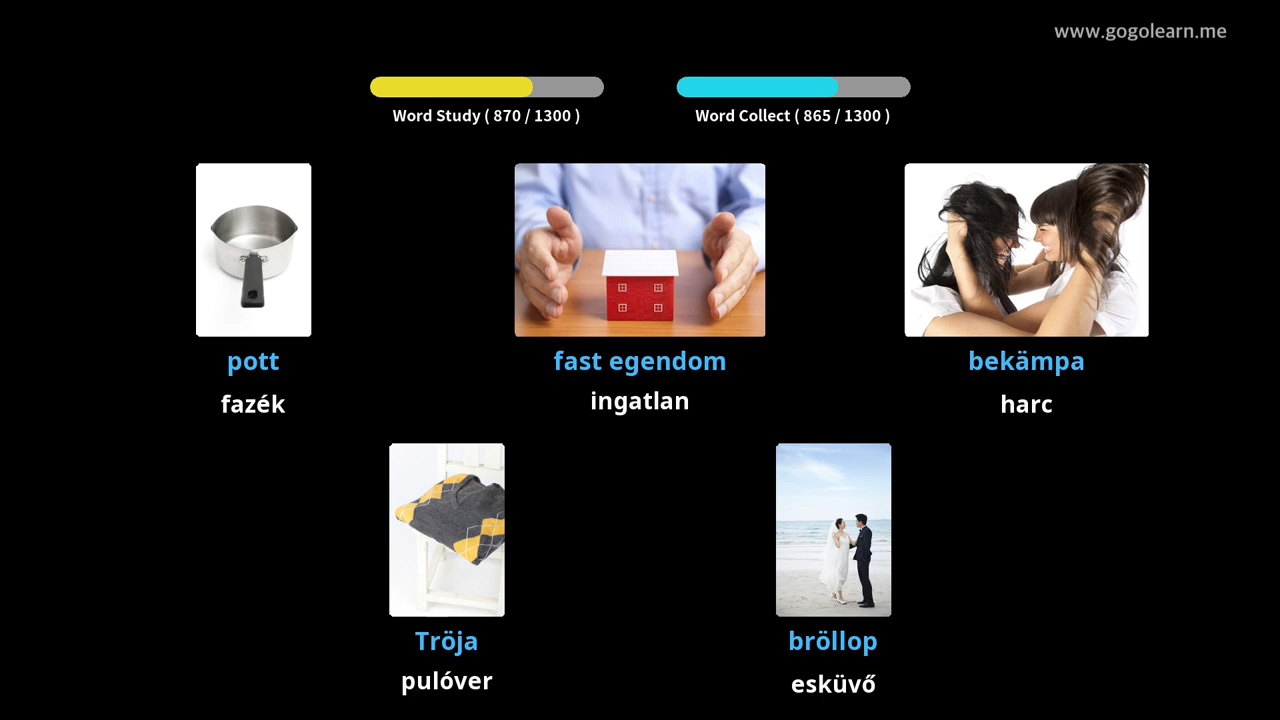 www.gogolearn.me
Word Study ( 870 / 1300 )
Word Collect ( 865 / 1300 )
pott
fazék
fast egendom
ingatlan
bekämpa
harc
Tröja
pulóver
bröllop
esküvő